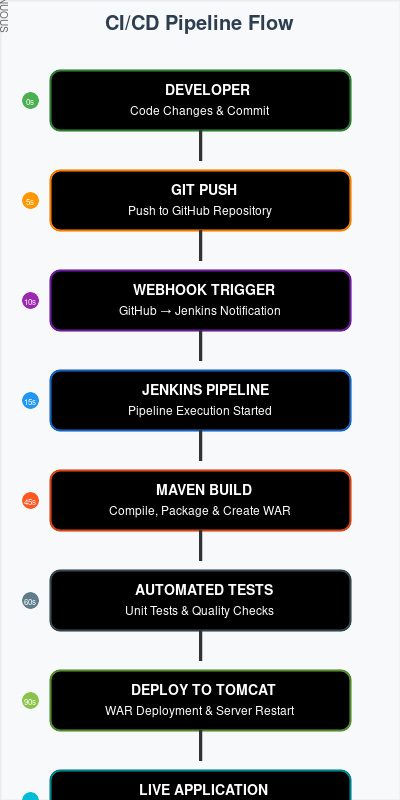 CI/CD Pipeline Flow
DEVELOPER
Code Changes & Commit
0s
GIT PUSH
Push to GitHub Repository
5s
WEBHOOK TRIGGER
GitHub → Jenkins Notification
10s
JENKINS PIPELINE
Pipeline Execution Started
15s
MAVEN BUILD
Compile, Package & Create WAR
45s
AUTOMATED TESTS
Unit Tests & Quality Checks
60s
DEPLOY TO TOMCAT
WAR Deployment & Server Restart
90s
LIVE APPLICATION